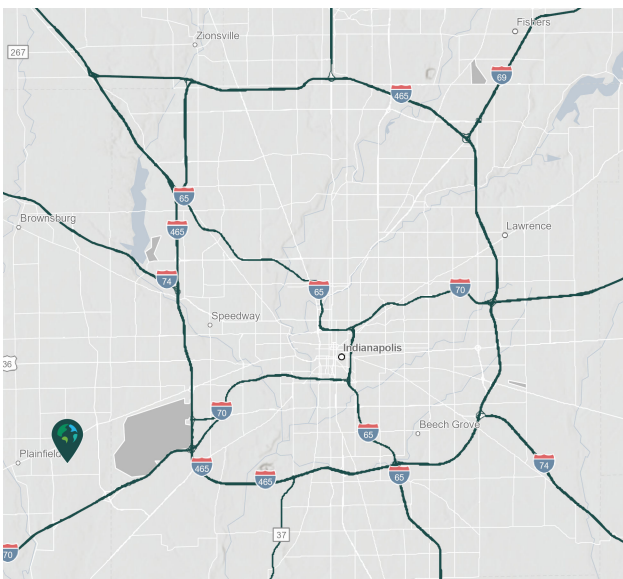 Fishers
Zionsville
267
69
465
65
Brownsburg
465
Lawrence
74
65
70
Speedway
Indianapolis
36
70
Beech Grove
65
Plainfield
465
465
65
74
37
70